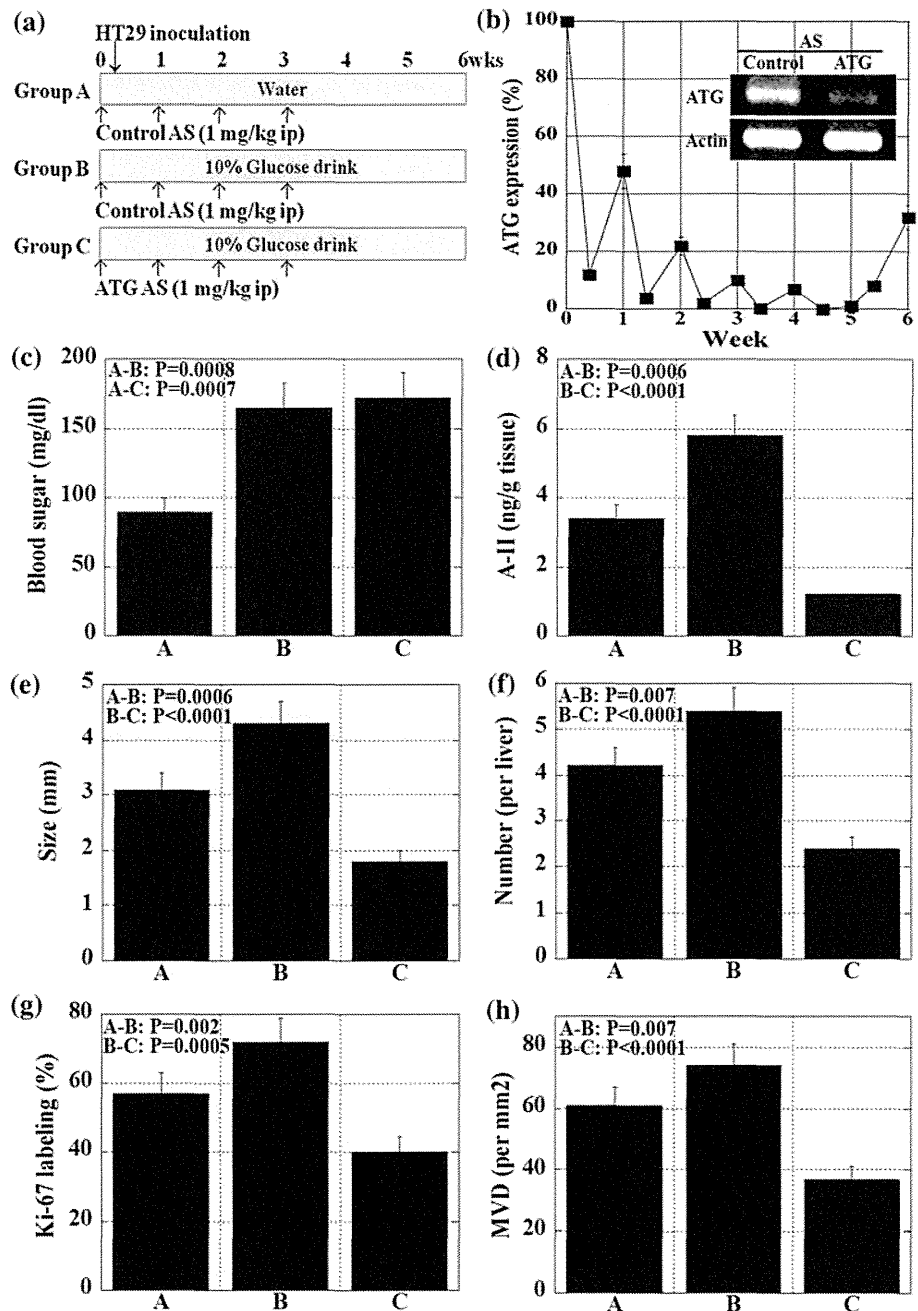 (a)
HT29 inoculation
0 1 2 3 4 5 6wks
Group A Water
Control AS (1 mg/kg ip)
Group B 10% Glucose drink
Control AS (1 mg/kg ip)
Group C 10% Glucose drink
ATG AS (1 mg/kg ip)
(b)
ATG expression (%)
100
80
60
40
20
0
0 1 2 3 4 5 6
Week
AS
Control ATG
ATG
Actin
(c)
Blood sugar (mg/dl)
200
150
100
50
0
A-B: P=0.0008
A-C: P=0.0007
A B C
(d)
A-II (ng/g tissue)
8
6
4
2
0
A-B: P=0.0006
B-C: P<0.0001
A B C
(e)
Size (mm)
5
4
3
2
1
0
A-B: P=0.0006
B-C: P<0.0001
A B C
(f)
Number (per liver)
6
5
4
3
2
1
0
A-B: P=0.007
B-C: P<0.0001
A B C
(g)
Ki-67 labeling (%)
80
60
40
20
0
A-B: P=0.002
B-C: P=0.0005
A B C
(h)
MVD (per mm2)
80
60
40
20
0
A-B: P=0.007
B-C: P<0.0001
A B C